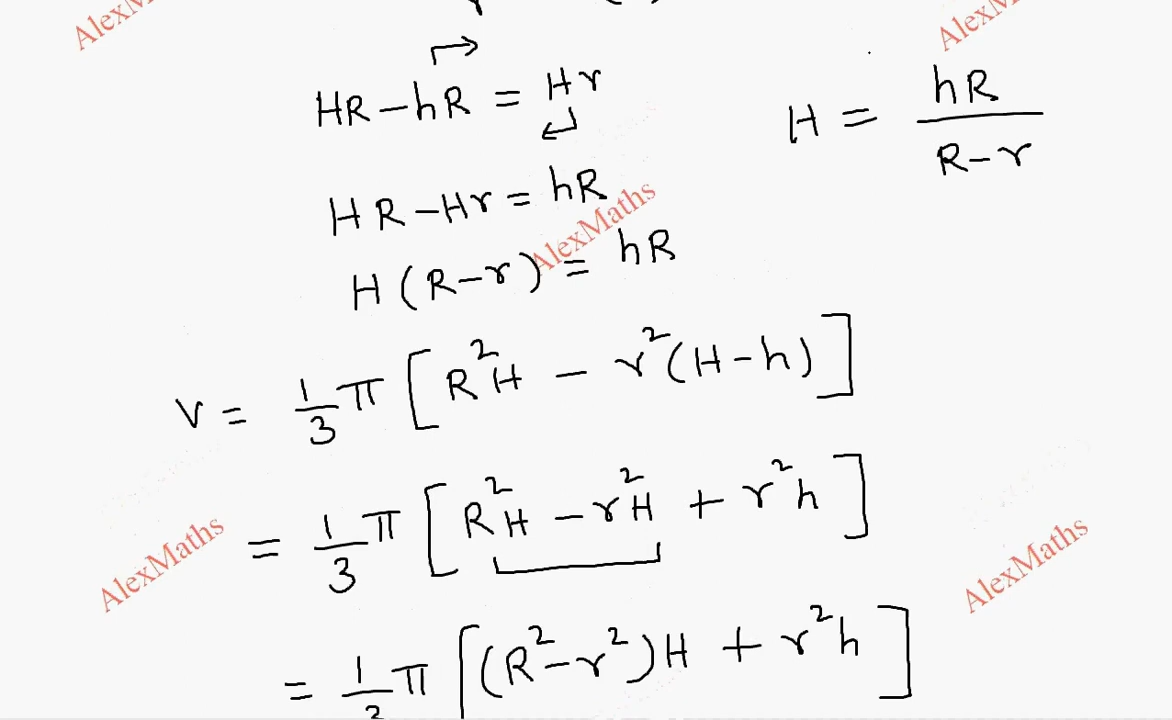 HR - hR = Hr
H = hR / R-r
HR - Hr = hR
H (R-r) = hR
V = 1/3 π [R²H - r²(H-h)]
= 1/3 π [R²H - r²H + r²h]
= 1/3 π [(R²-r²)H + r²h]
AlexMaths
AlexMaths
AlexMaths